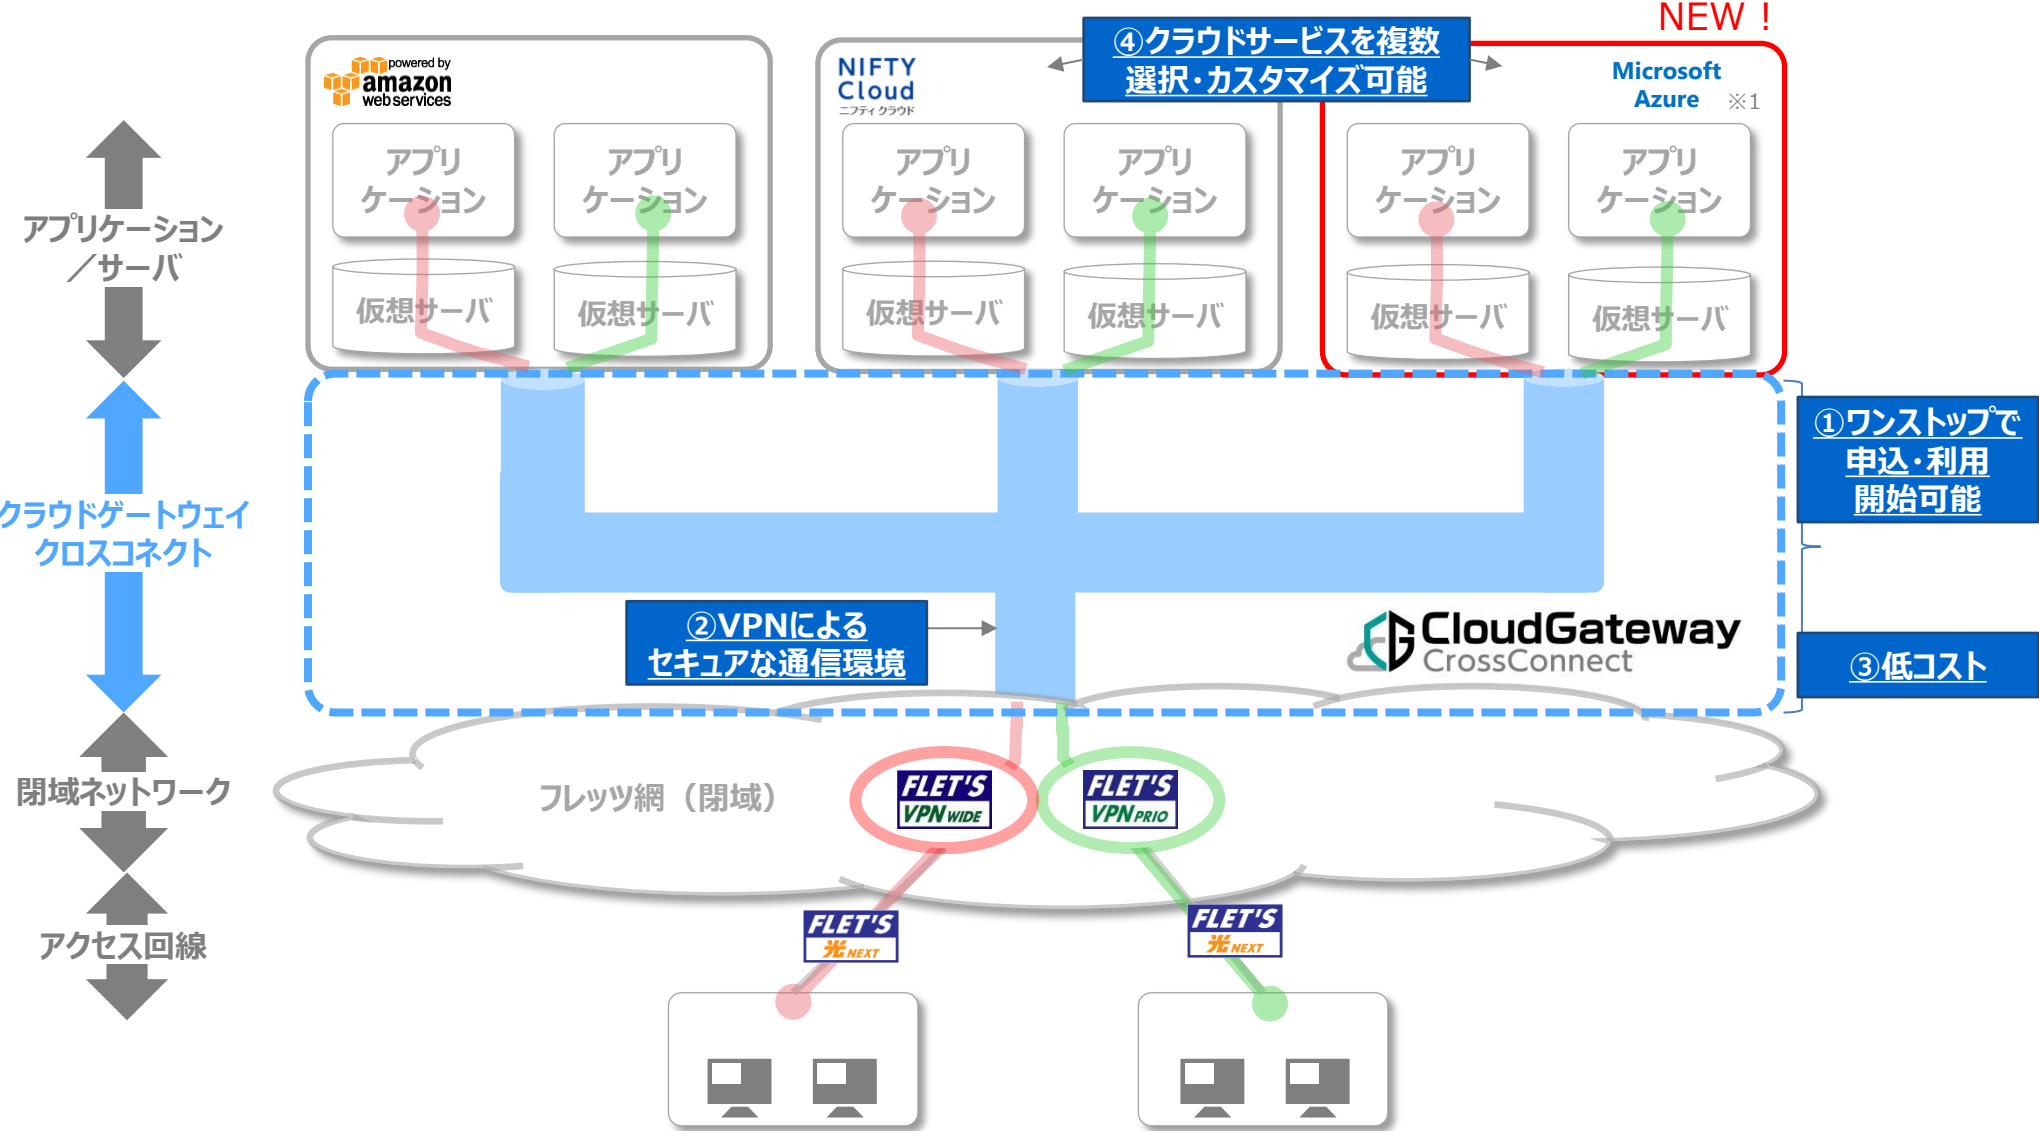 NEW！
④クラウドサービスを複数
選択・カスタマイズ可能
powered by
amazon
webservices
NIFTY
Cloud
ニフティクラウド
Microsoft
Azure ※1
アプリ
ケーション
アプリ
ケーション
アプリ
ケーション
アプリ
ケーション
アプリ
ケーション
アプリ
ケーション
仮想サーバ
仮想サーバ
仮想サーバ
仮想サーバ
仮想サーバ
仮想サーバ
アプリケーション
／サーバ
クラウドゲートウェイ
クロスコネクト
①ワンストップで
申込・利用
開始可能
②VPNによる
セキュアな通信環境
CloudGateway
CrossConnect
③低コスト
閉域ネットワーク
フレッツ網（閉域）
FLET'S
VPN WIDE
FLET'S
VPN PRIO
アクセス回線
FLET'S
光 NEXT
FLET'S
光 NEXT